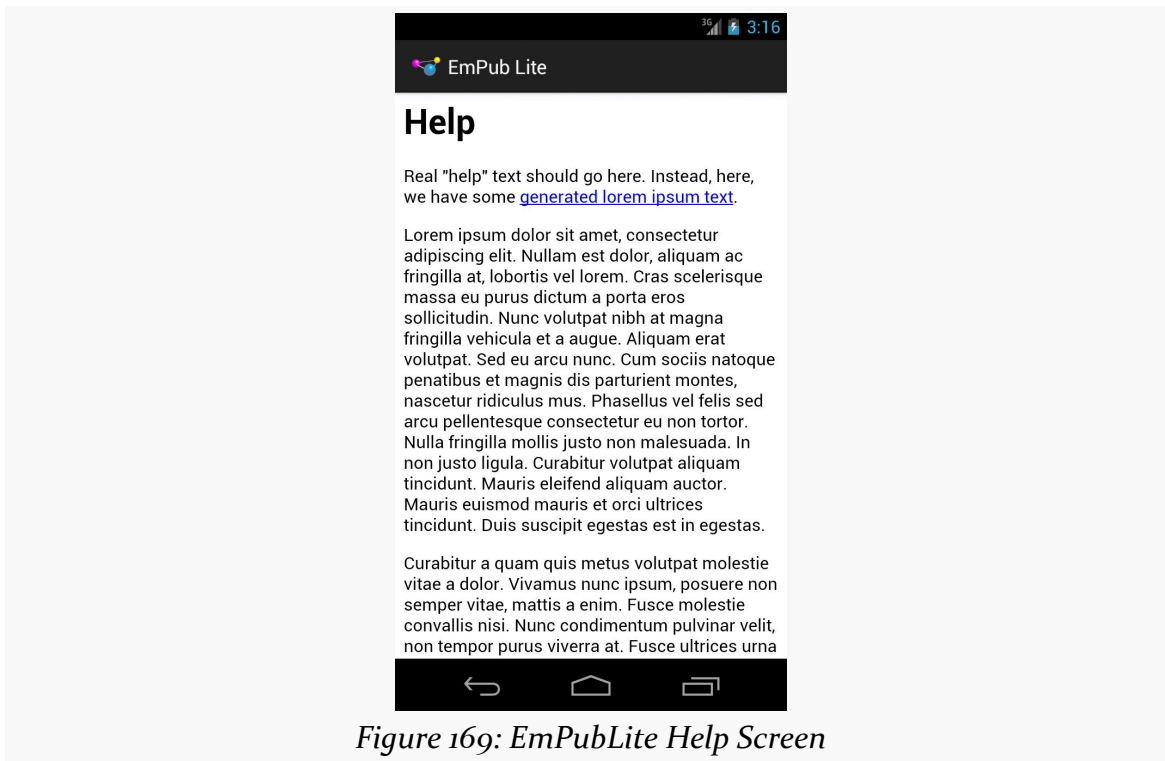 3G 3:16
EmPub Lite
Help
Real "help" text should go here. Instead, here,
we have some generated lorem ipsum text.
Lorem ipsum dolor sit amet, consectetur
adipiscing elit. Nullam est dolor, aliquam ac
fringilla at, lobortis vel lorem. Cras scelerisque
massa eu purus dictum a porta eros
sollicitudin. Nunc volutpat nibh at magna
fringilla vehicula et a augue. Aliquam erat
volutpat. Sed eu arcu nunc. Cum sociis natoque
penatibus et magnis dis parturient montes,
nascetur ridiculus mus. Phasellus vel felis sed
arcu pellentesque consectetur eu non tortor.
Nulla fringilla mollis justo non malesuada. In
non justo ligula. Curabitur volutpat aliquam
tincidunt. Mauris eleifend aliquam auctor.
Mauris euismod mauris et orci ultrices
tincidunt. Duis suscipit egestas est in egestas.
Curabitur a quam quis metus volutpat molestie
vitae a dolor. Vivamus nunc ipsum, posuere non
semper vitae, mattis a enim. Fusce molestie
convallis nisi. Nunc condimentum pulvinar velit,
non tempor purus viverra at. Fusce ultrices urna
Figure 169: EmPubLite Help Screen